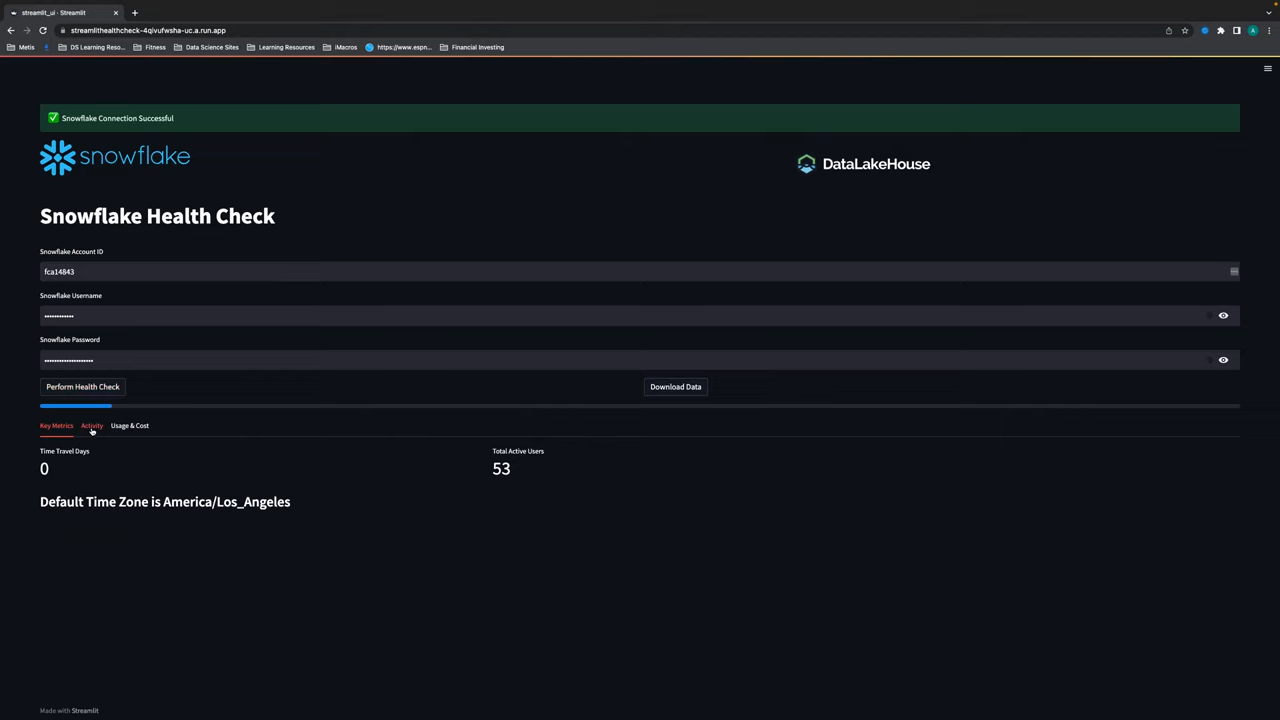 streamlit_ui · Streamlit
streamlithealthcheck-4qivufwsha-uc.a.run.app
A
Metis
DS Learning Reso...
Fitness
Data Science Sites
Learning Resources
iMacros
https://www.espn...
Financial Investing
Snowflake Connection Successful
snowflake
DataLakeHouse
Snowflake Health Check
Snowflake Account ID
fca14843
Snowflake Username
Snowflake Password
Perform Health Check
Download Data
Key Metrics
Activity
Usage & Cost
Time Travel Days
Total Active Users
0
53
Default Time Zone is America/Los_Angeles
Made with Streamlit